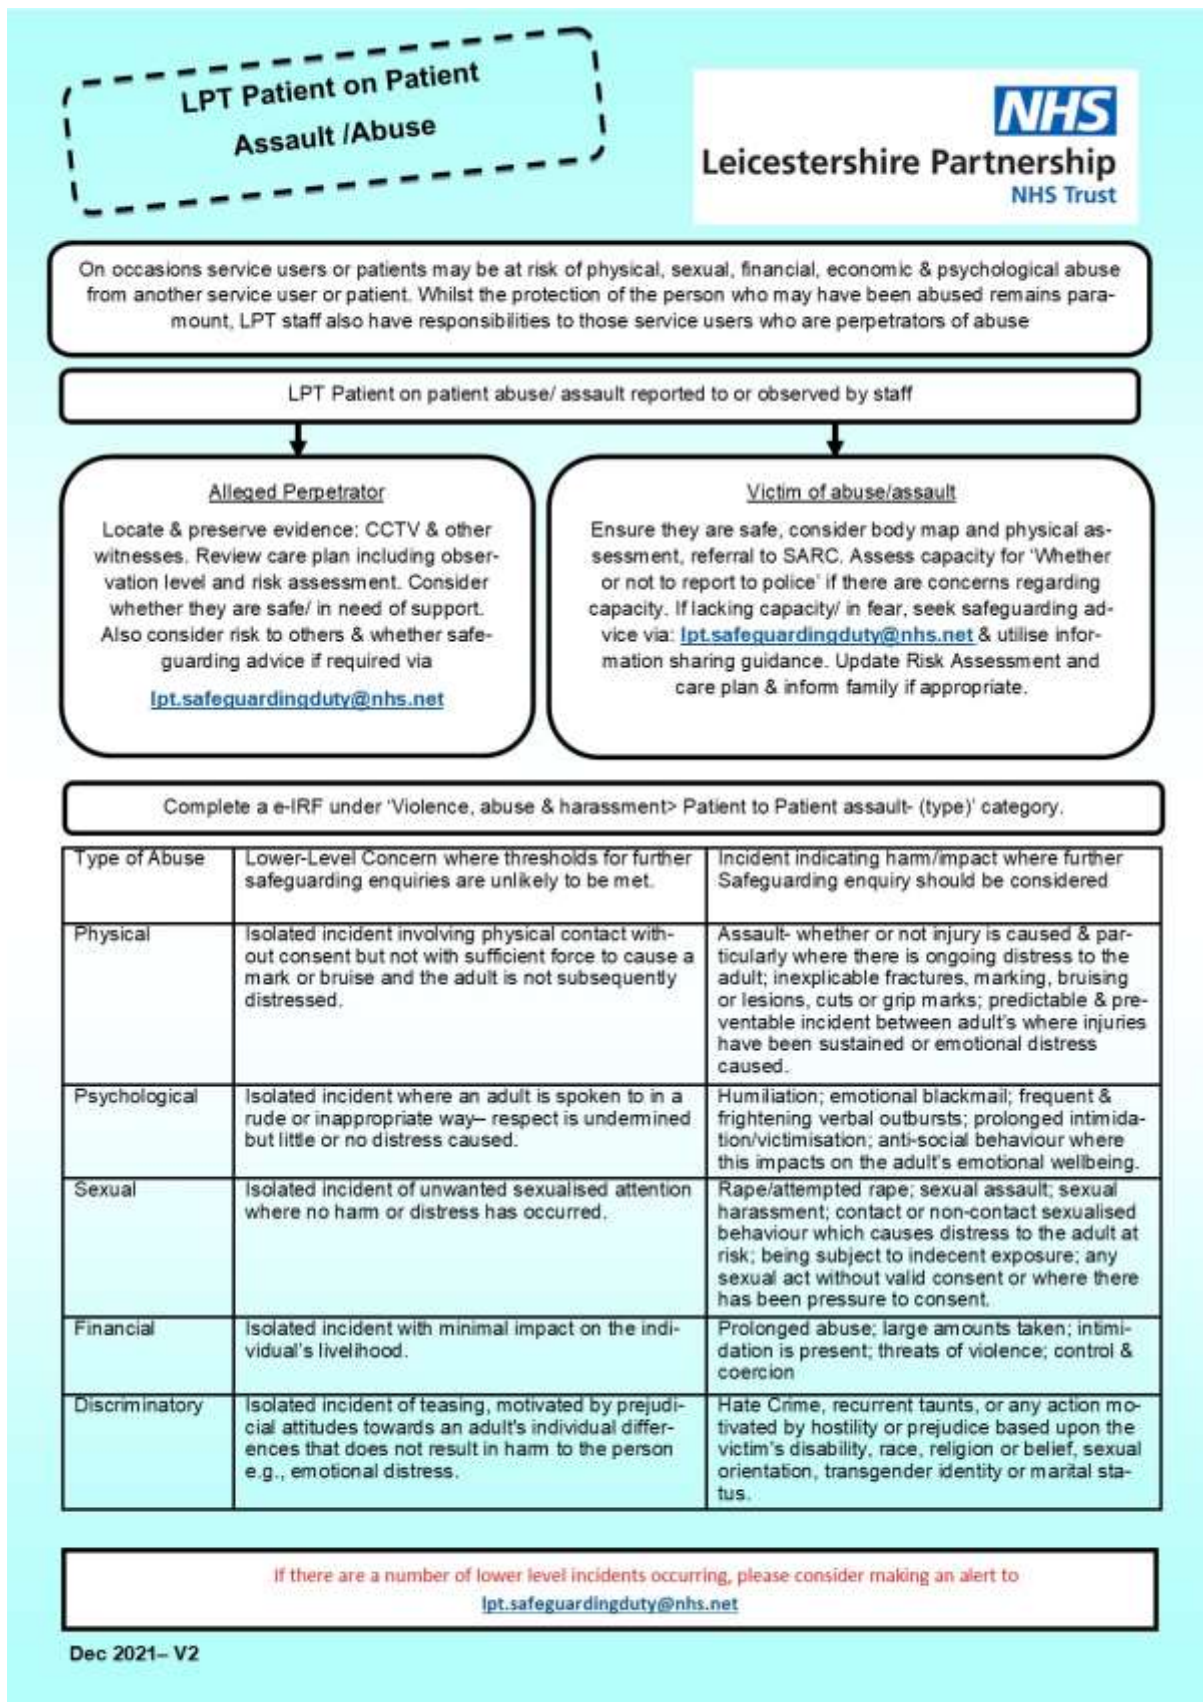 LPT Patient on Patient
Assault /Abuse
NHS
Leicestershire Partnership
NHS Trust
On occasions service users or patients may be at risk of physical, sexual, financial, economic & psychological abuse
from another service user or patient. Whilst the protection of the person who may have been abused remains para-
mount, LPT staff also have responsibilities to those service users who are perpetrators of abuse
LPT Patient on patient abuse/ assault reported to or observed by staff
Alleged Perpetrator
Locate & preserve evidence: CCTV & other
witnesses. Review care plan including obser-
vation level and risk assessment. Consider
whether they are safe/ in need of support.
Also consider risk to others & whether safe-
guarding advice if required via
lpt.safeguardingduty@nhs.net
Victim of abuse/assault
Ensure they are safe, consider body map and physical as-
sessment, referral to SARC. Assess capacity for ‘Whether
or not to report to police’ if there are concerns regarding
capacity. If lacking capacity/ in fear, seek safeguarding ad-
vice via: lpt.safeguardingduty@nhs.net & utilise infor-
mation sharing guidance. Update Risk Assessment and
care plan & inform family if appropriate.
Complete a e-IRF under ‘Violence, abuse & harassment> Patient to Patient assault- (type)’ category.
Type of Abuse
Lower-Level Concern where thresholds for further
safeguarding enquiries are unlikely to be met.
Incident indicating harm/impact where further
Safeguarding enquiry should be considered
Physical
Isolated incident involving physical contact with-
out consent but not with sufficient force to cause a
mark or bruise and the adult is not subsequently
distressed.
Assault- whether or not injury is caused & par-
ticularly where there is ongoing distress to the
adult; inexplicable fractures, marking, bruising
or lesions, cuts or grip marks; predictable & pre-
ventable incident between adult's where injuries
have been sustained or emotional distress
caused.
Psychological
Isolated incident where an adult is spoken to in a
rude or inappropriate way– respect is undermined
but little or no distress caused.
Humiliation; emotional blackmail; frequent &
frightening verbal outbursts; prolonged intimida-
tion/victimisation; anti-social behaviour where
this impacts on the adult's emotional wellbeing.
Sexual
Isolated incident of unwanted sexualised attention
where no harm or distress has occurred.
Rape/attempted rape; sexual assault; sexual
harassment; contact or non-contact sexualised
behaviour which causes distress to the adult at
risk; being subject to indecent exposure; any
sexual act without valid consent or where there
has been pressure to consent.
Financial
Isolated incident with minimal impact on the indi-
vidual's livelihood.
Prolonged abuse; large amounts taken; intimi-
dation is present; threats of violence; control &
coercion
Discriminatory
Isolated incident of teasing, motivated by prejudi-
cial attitudes towards an adult's individual differ-
ences that does not result in harm to the person
e.g., emotional distress.
Hate Crime, recurrent taunts, or any action mo-
tivated by hostility or prejudice based upon the
victim's disability, race, religion or belief, sexual
orientation, transgender identity or marital sta-
tus.
If there are a number of lower level incidents occurring, please consider making an alert to
lpt.safeguardingduty@nhs.net
Dec 2021– V2